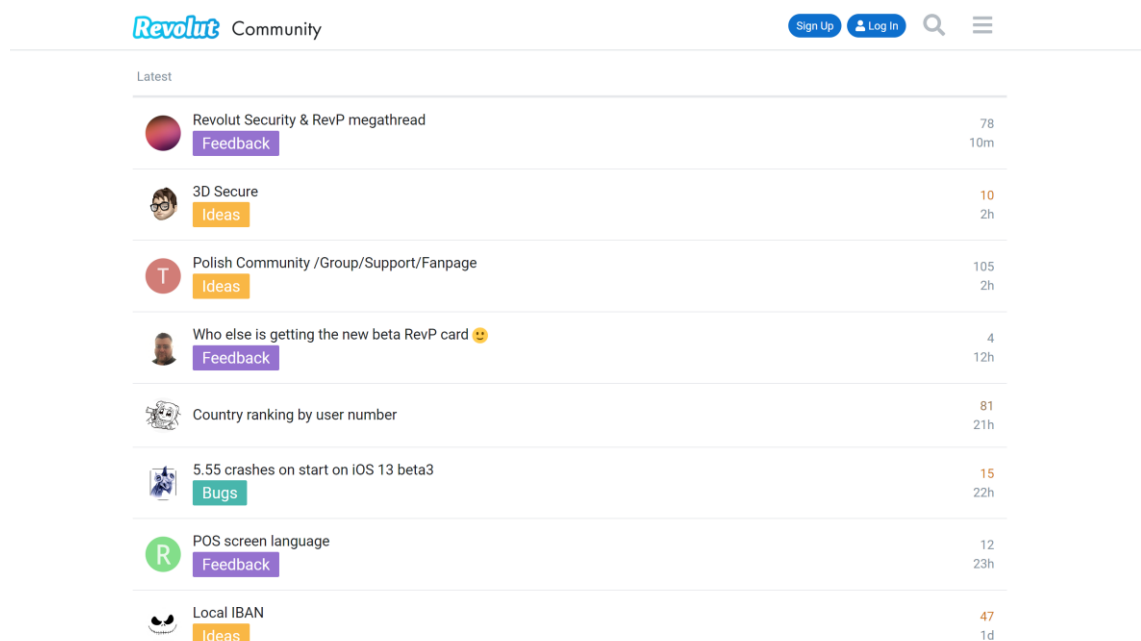 Revolut Community
Sign Up
Log In
Latest
Revolut Security & RevP megathread
Feedback
78
10m
3D Secure
Ideas
10
2h
T
Polish Community /Group/Support/Fanpage
Ideas
105
2h
Who else is getting the new beta RevP card 🙂
Feedback
4
12h
Country ranking by user number
81
21h
5.55 crashes on start on iOS 13 beta3
Bugs
15
22h
R
POS screen language
Feedback
12
23h
Local IBAN
Ideas
47
1d